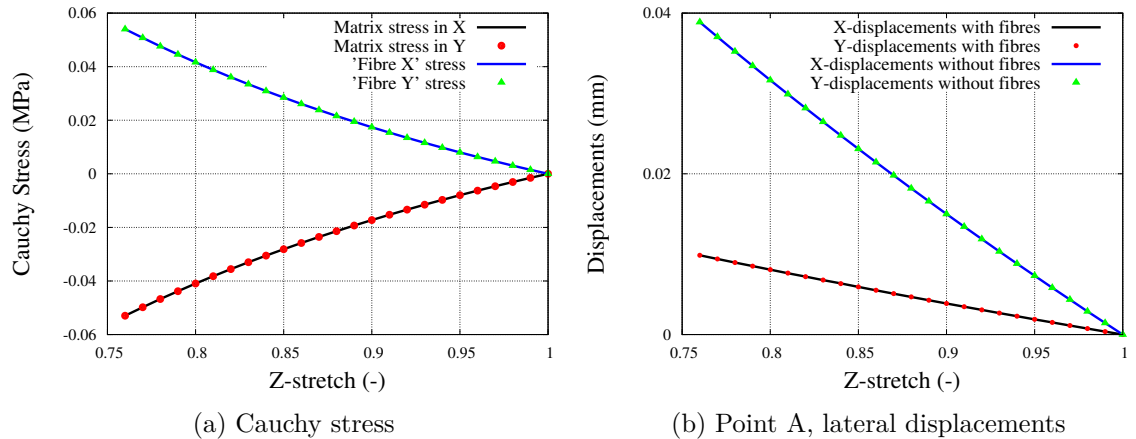 0.06
0.04
0.02
0
-0.02
-0.04
-0.06
0.75
0.8
0.85
0.9
0.95
1
Cauchy Stress (MPa)
Z-stretch (-)
Matrix stress in X
Matrix stress in Y
'Fibre X' stress
'Fibre Y' stress
(a) Cauchy stress
0.04
0.02
0
0.75
0.8
0.85
0.9
0.95
1
Displacements (mm)
Z-stretch (-)
X-displacements with fibres
Y-displacements with fibres
X-displacements without fibres
Y-displacements without fibres
(b) Point A, lateral displacements